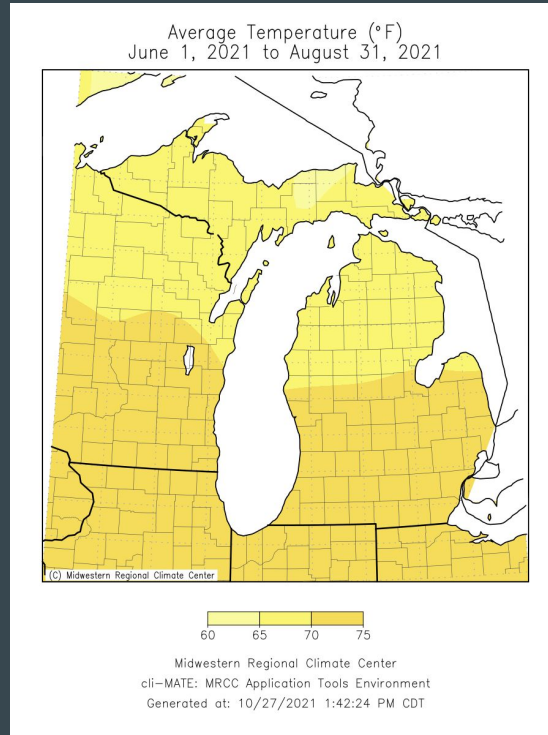 Average Temperature (°F)
June 1, 2021 to August 31, 2021
(C) Midwestern Regional Climate Center
60 65 70 75
Midwestern Regional Climate Center
cli-MATE: MRCC Application Tools Environment
Generated at: 10/27/2021 1:42:24 PM CDT